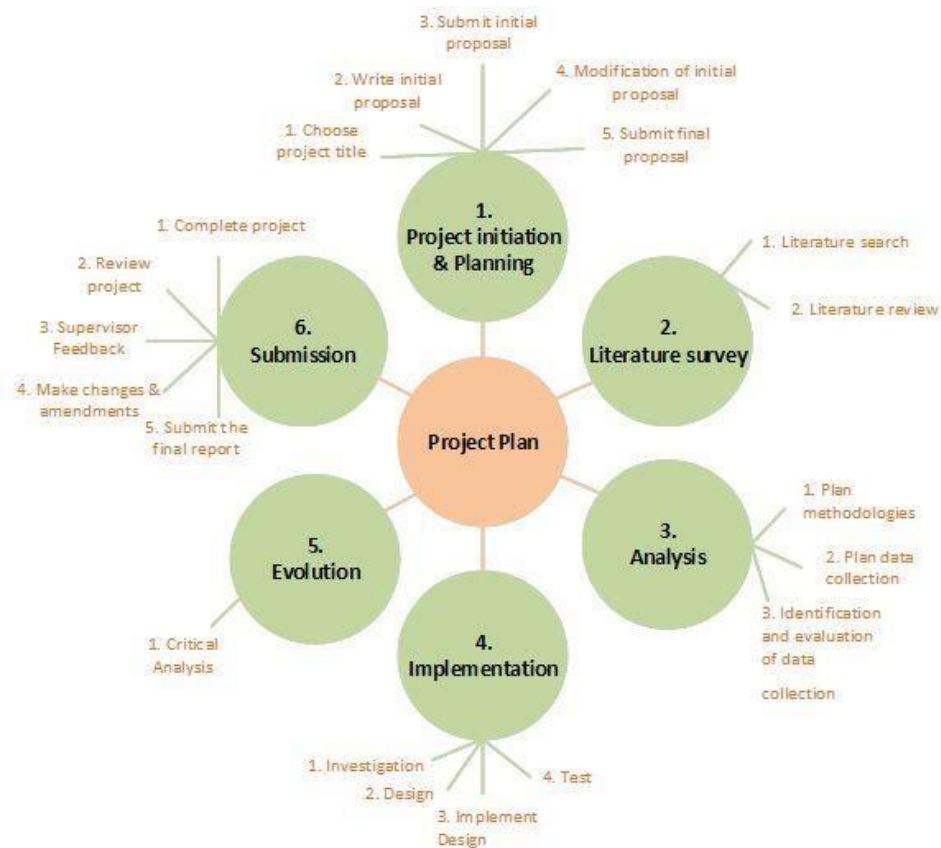 3. Submit initial
proposal
2. Write initial
proposal
4. Modification of initial
proposal
1. Choose
project title
5. Submit final
proposal
1.
Project initiation
& Planning
1. Literature search
2. Literature review
2.
Literature survey
1. Complete project
2. Review
project
3. Supervisor
Feedback
4. Make changes &
amendments
5. Submit the
final report
6.
Submission
Project Plan
1. Plan
methodologies
2. Plan data
collection
3. Identification
and evaluation
of data
collection
3.
Analysis
5.
Evolution
1. Critical
Analysis
4.
Implementation
1. Investigation
2. Design
3. Implement
Design
4. Test